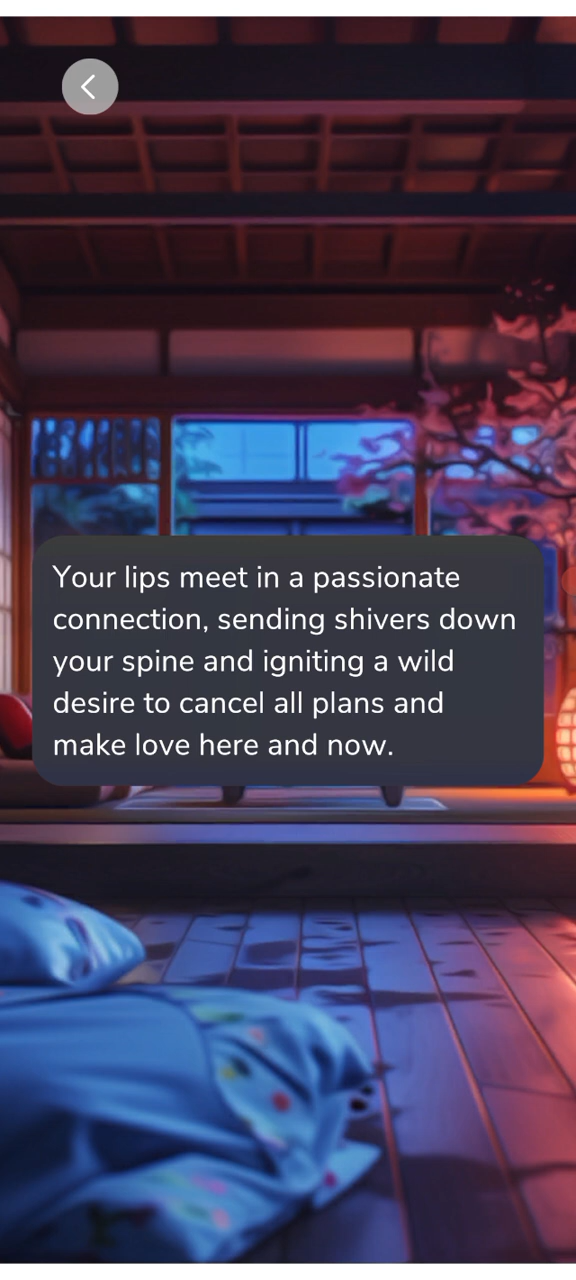 Your lips meet in a passionate
connection, sending shivers down
your spine and igniting a wild
desire to cancel all plans and
make love here and now.